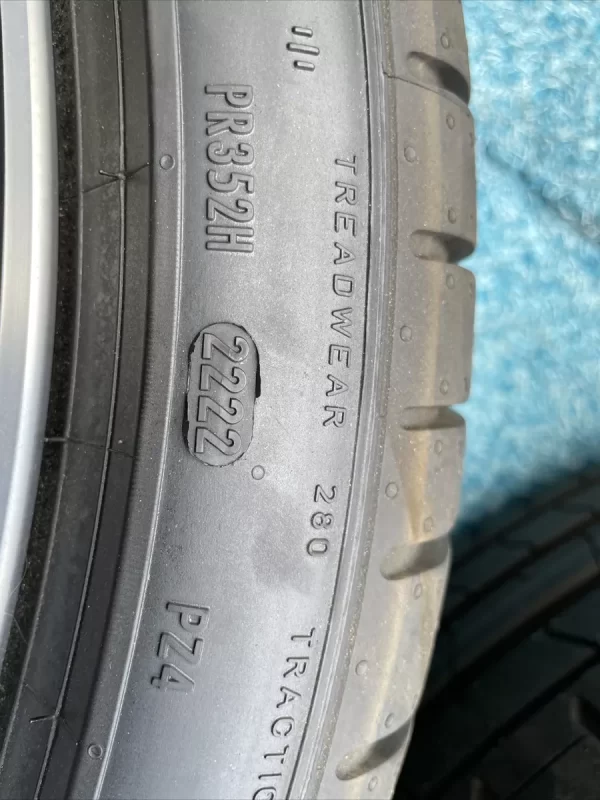 PR352H
2222
PZ4
TREADWEAR 280
TRACTIO